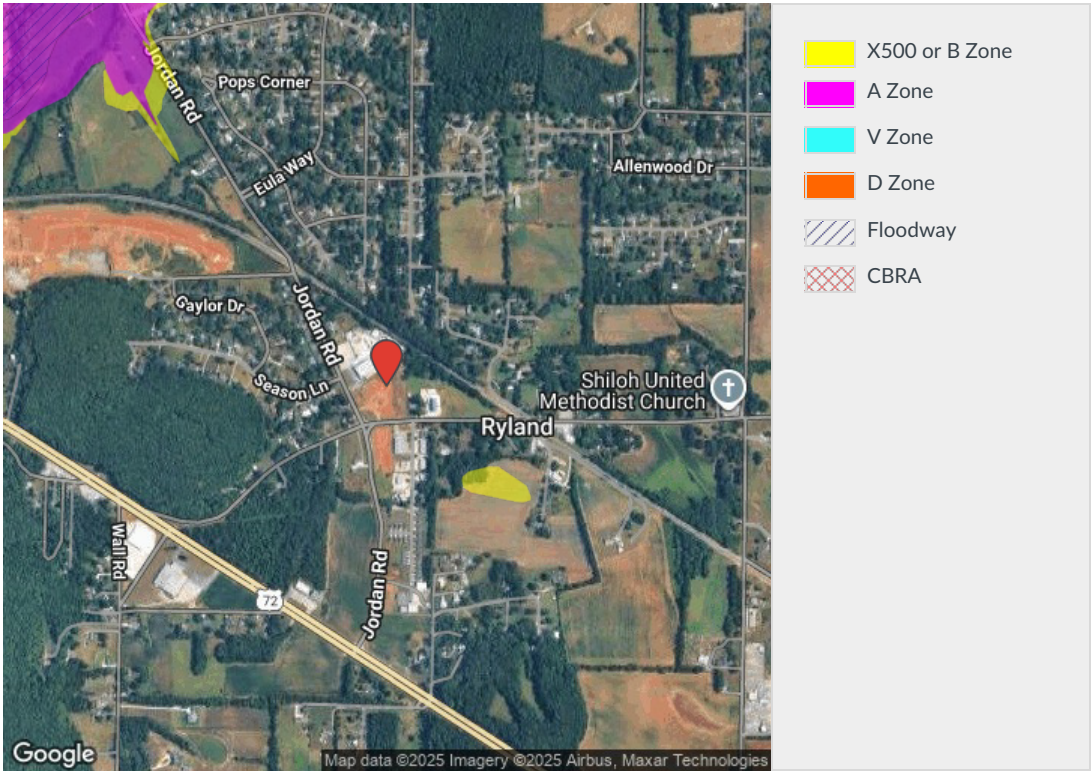 Jordan Rd
Pops Corner
Eula Way
Allenwood Dr
Gaylor Dr
Jordan Rd
Season Ln
Shiloh United
Methodist Church
Ryland
Wall Rd
72
Jordan Rd
Google
Map data ©2025 Imagery ©2025 Airbus, Maxar Technologies
X500 or B Zone
A Zone
V Zone
D Zone
Floodway
CBRA